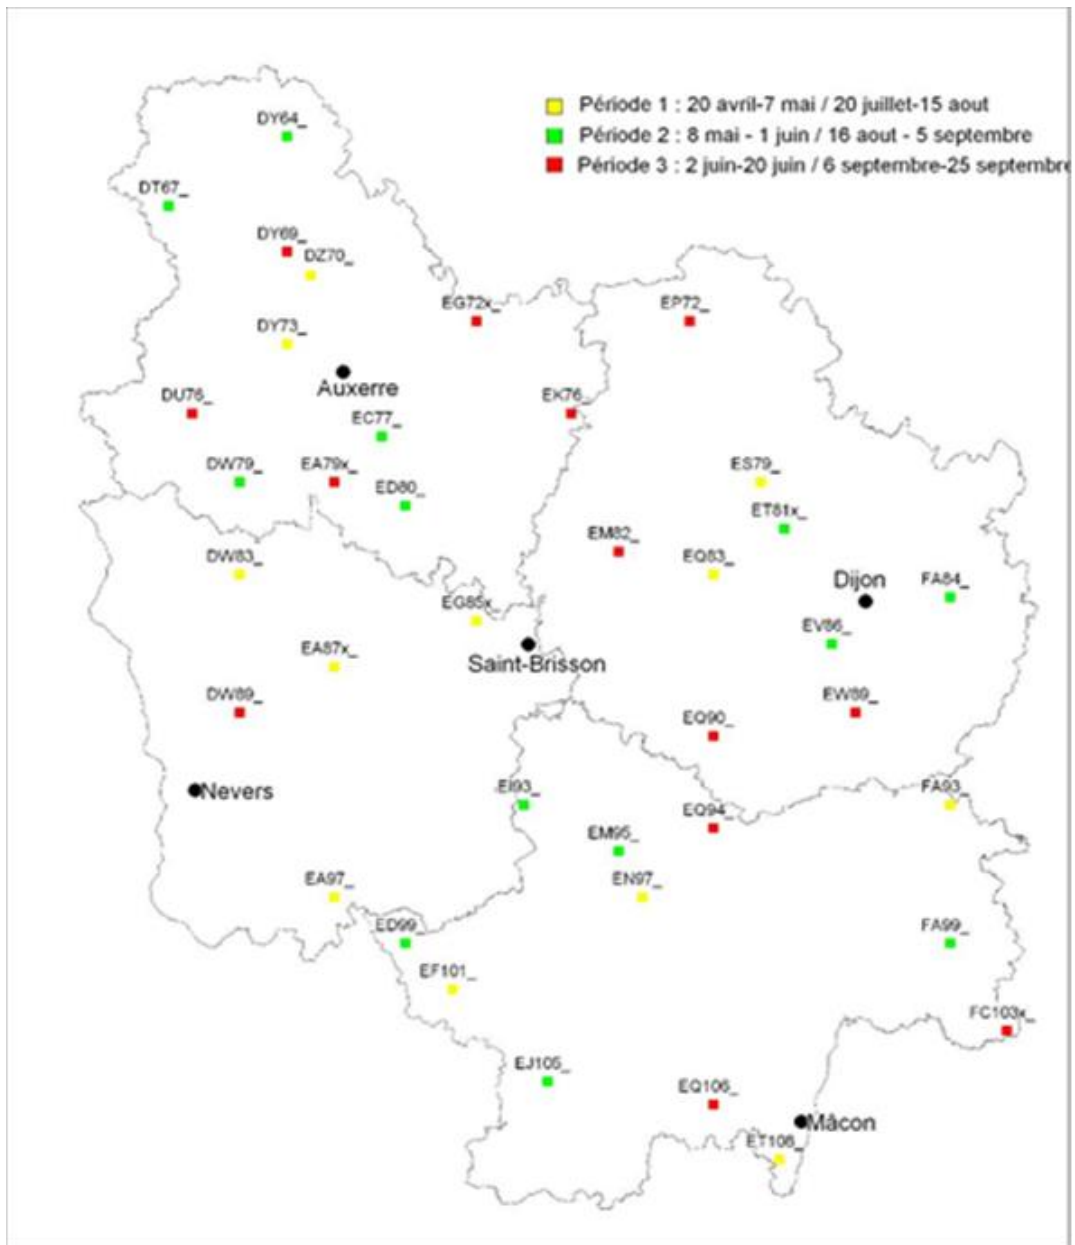 Période 1 : 20 avril-7 mai / 20 juillet-15 aout
DY64_
Période 2 : 8 mai - 1 juin / 16 aout - 5 septembre
Période 3 : 2 juin-20 juin / 6 septembre-25 septembre
DT67_
DY69_
DZ70_
EG72x_
EP72_
DY73_
Auxerre
DU76_
EK76_
EC77_
DW79_
EA79x_
ES79_
ED80_
ET81x_
EM82_
DW83_
EQ83_
Dijon
FA84_
EG85x_
EV86_
EA87x_
Saint-Brisson
DW89_
EW89_
EQ90_
Nevers
EI93_
FA93_
EQ94_
EM95_
EA97_
EN97_
ED99_
FA99_
EF101_
FC103x_
EJ105_
EQ106_
Mâcon
ET108_